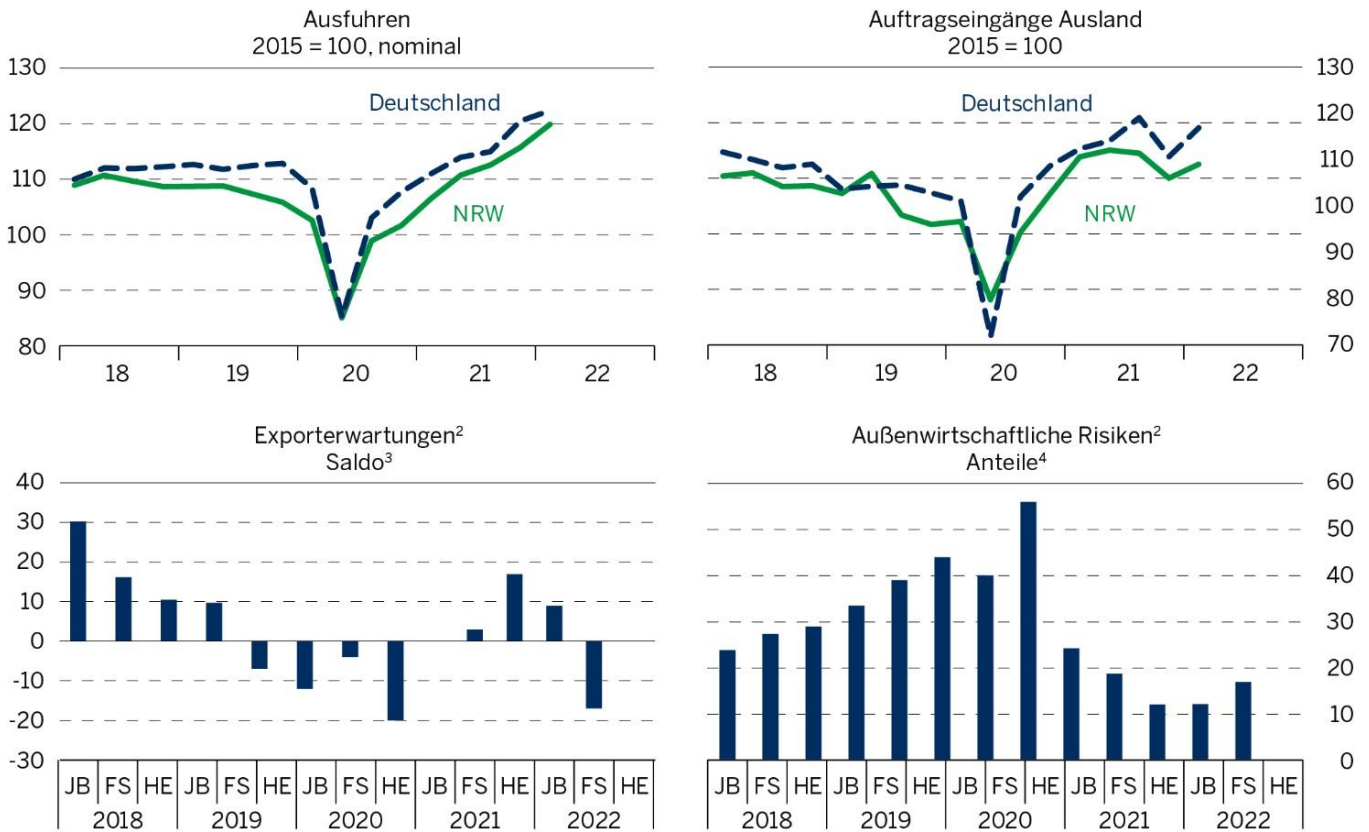 Ausfuhren
2015 = 100, nominal
130
120
110
100
90
80
Deutschland
NRW
18 19 20 21 22
Auftragseingänge Ausland
2015 = 100
130
120
110
100
90
80
70
Deutschland
NRW
18 19 20 21 22
Exporterwartungen²
Saldo³
40
30
20
10
0
-10
-20
-30
JB FS HE JB FS HE JB FS HE JB FS HE JB FS HE
2018 2019 2020 2021 2022
Außenwirtschaftliche Risiken²
Anteile⁴
60
50
40
30
20
10
0
JB FS HE JB FS HE JB FS HE JB FS HE JB FS HE
2018 2019 2020 2021 2022